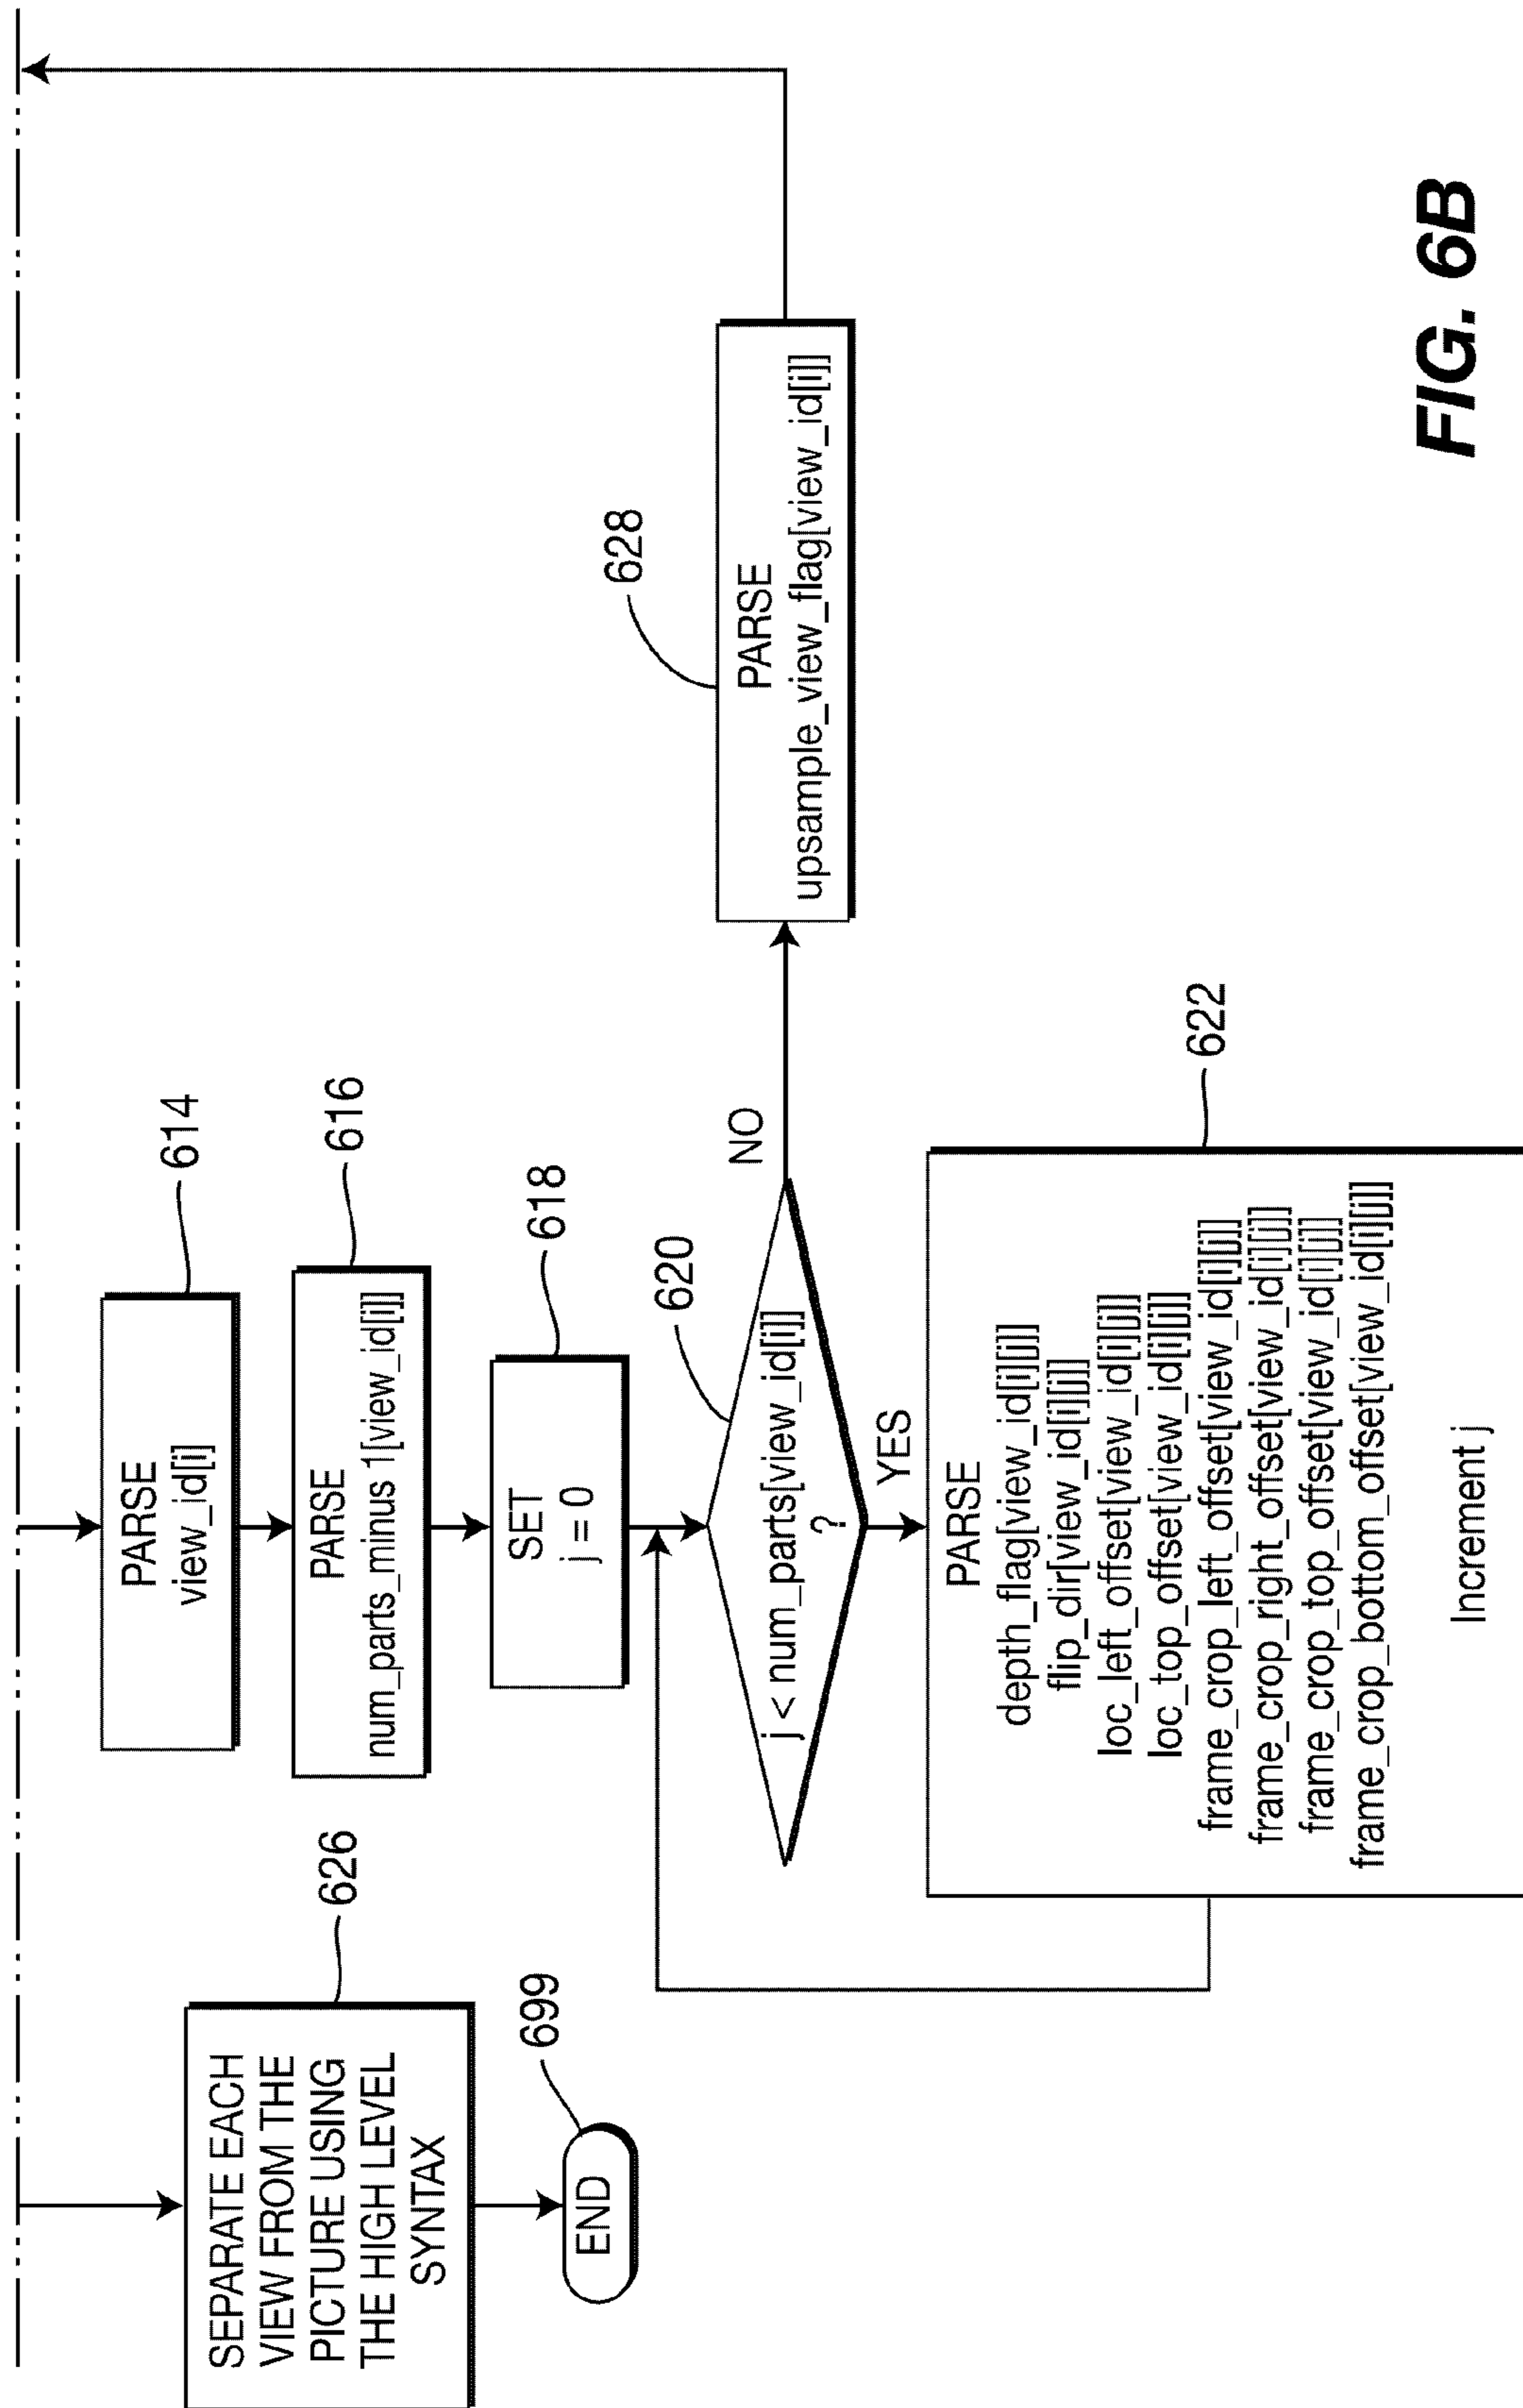 SEPARATE EACH
VIEW FROM THE
PICTURE USING
THE HIGH LEVEL
SYNTAX
626
END
699
PARSE
view_id[i]
614
PARSE
num_parts_minus 1[view_id[i]]
616
SET
j = 0
618
j < num_parts[view_id[i]]
?
620
NO
YES
PARSE
depth_flag[view_id[i][j]]
flip_dir[view_id[i][j]]
loc_left_offset[view_id[i][j]]
loc_top_offset[view_id[i][j]]
frame_crop_left_offset[view_id[i][j]]
frame_crop_right_offset[view_id[i][j]]
frame_crop_top_offset[view_id[i][j]]
frame_crop_bottom_offset[view_id[i][j]]
Increment j
622
PARSE
upsample_view_flag[view_id[i]]
628
FIG. 6B